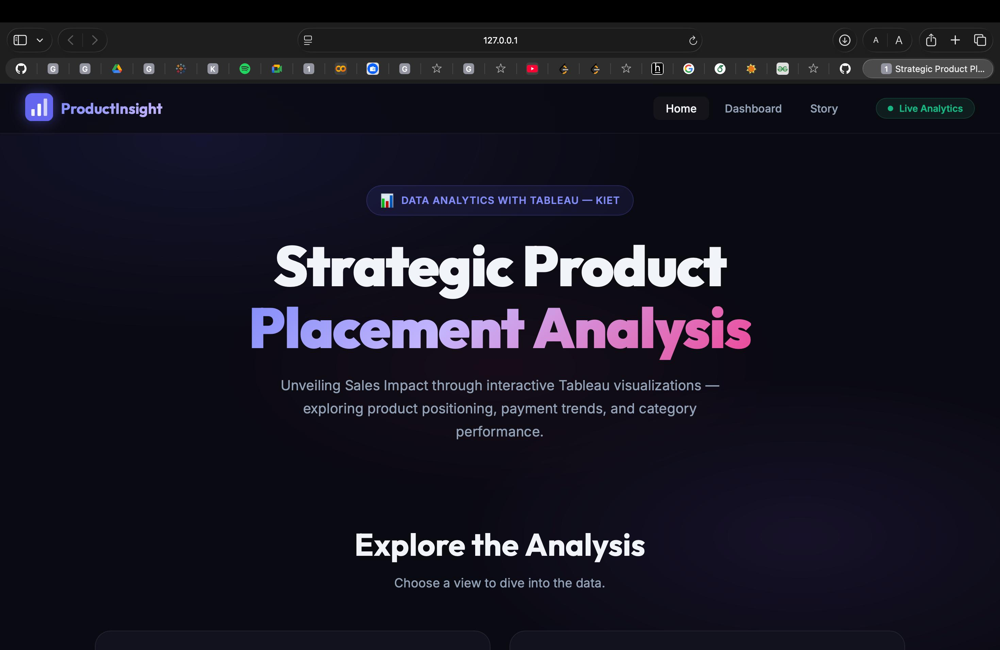 127.0.0.1
A A
G G G K 1 G G h G 1 Strategic Product Pl...
ProductInsight
Home Dashboard Story Live Analytics
DATA ANALYTICS WITH TABLEAU — KIET
Strategic Product
Placement Analysis
Unveiling Sales Impact through interactive Tableau visualizations —
exploring product positioning, payment trends, and category
performance.
Explore the Analysis
Choose a view to dive into the data.